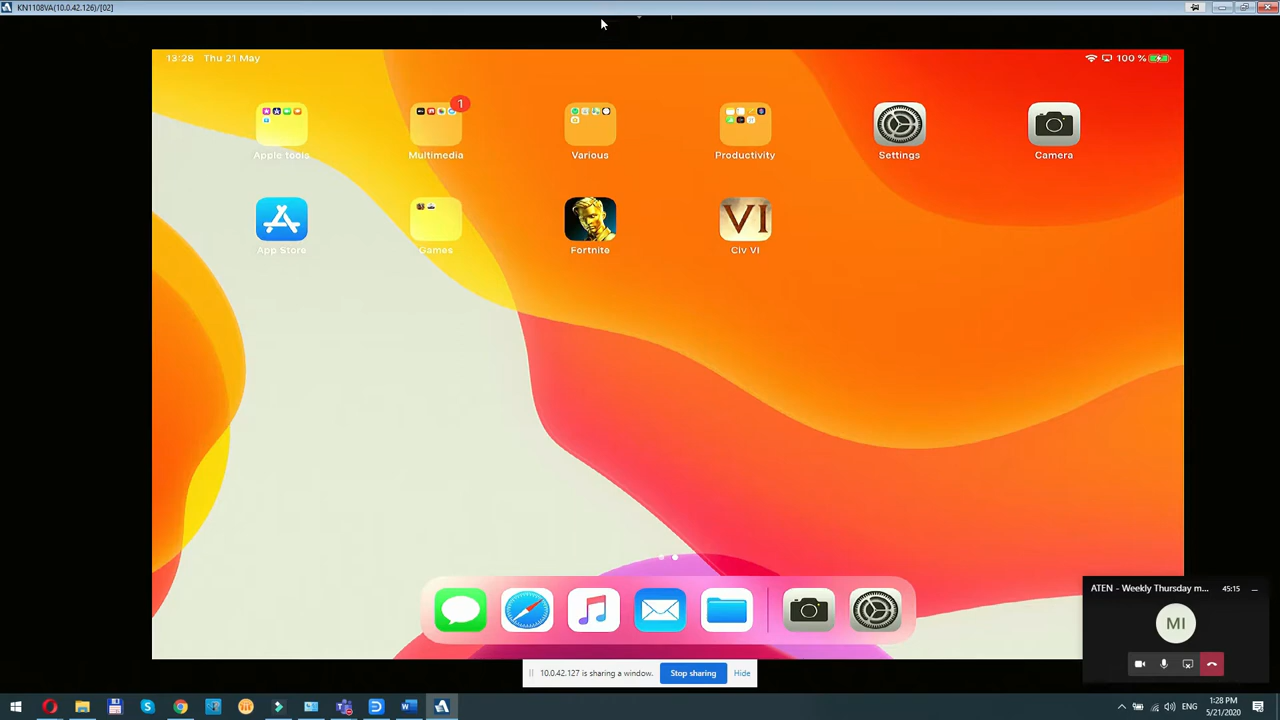 KN1108VA(10.0.42.126)/[02]
13:28 Thu 21 May
100 %
1
Apple tools
Multimedia
Various
Productivity
Settings
Camera
VI
App Store
Games
Fortnite
Civ VI
ATEN - Weekly Thursday m...
45:15
MI
10.0.42.127 is sharing a window.
Stop sharing
Hide
ENG
1:28 PM
5/21/2020